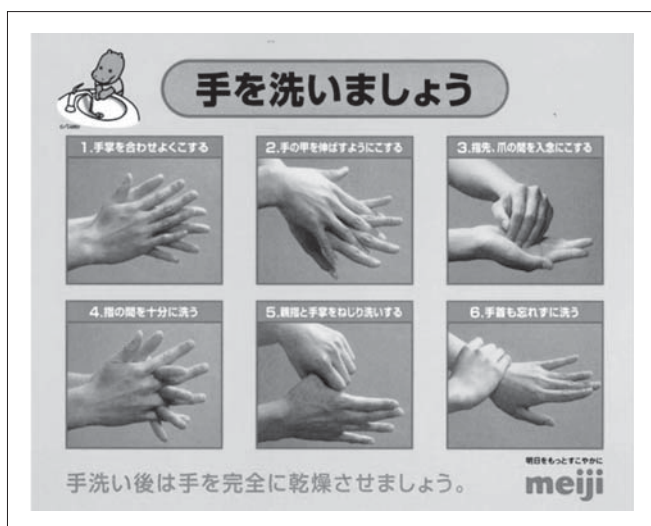 手を洗いましょう
1.手掌を合わせよくこする
2.手の甲を伸ばすようにこする
3.指先、爪の間を入念にこする
4.指の間を十分に洗う
5.親指と手掌をねじり洗いする
6.手首も忘れずに洗う
手洗い後は手を完全に乾燥させましょう。
明日をもっとすこやかに
meiji